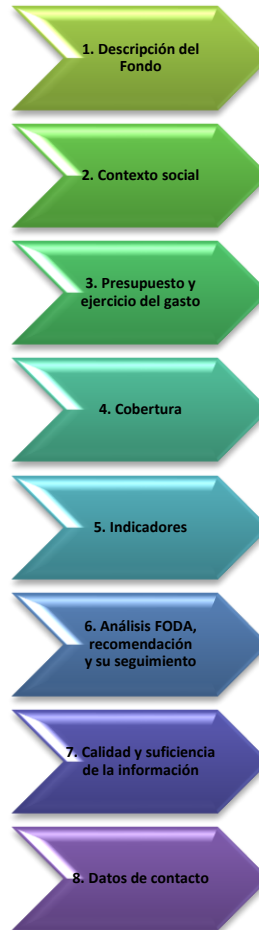 1. Descripción del
Fondo
2. Contexto social
3. Presupuesto y
ejercicio del gasto
4. Cobertura
5. Indicadores
6. Análisis FODA,
recomendación
y su seguimiento
7. Calidad y suficiencia
de la información
8. Datos de contacto